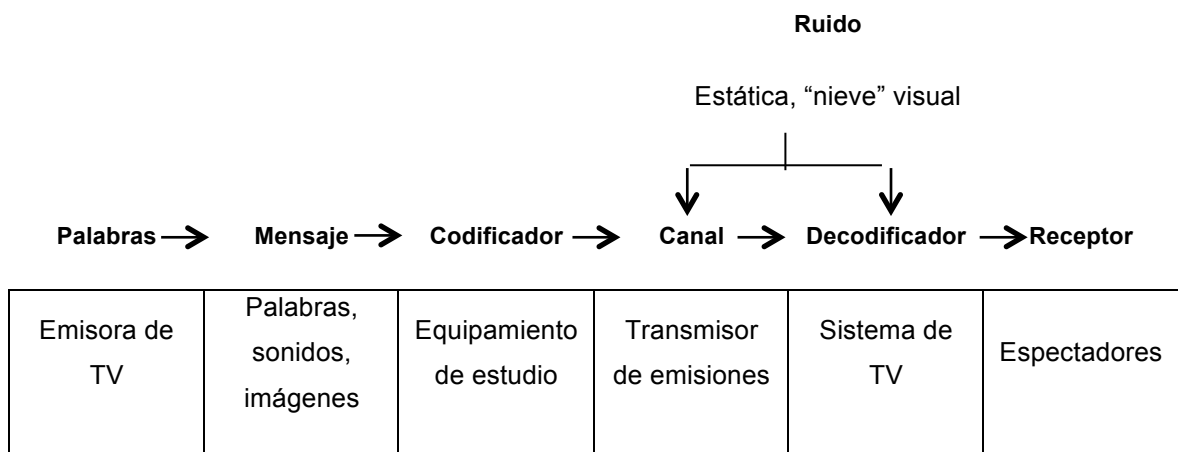 Ruido
Estática, “nieve” visual
Palabras Mensaje Codificador Canal Decodificador Receptor
Emisora de
TV
Palabras,
sonidos,
imágenes
Equipamiento
de estudio
Transmisor
de emisiones
Sistema de
TV
Espectadores